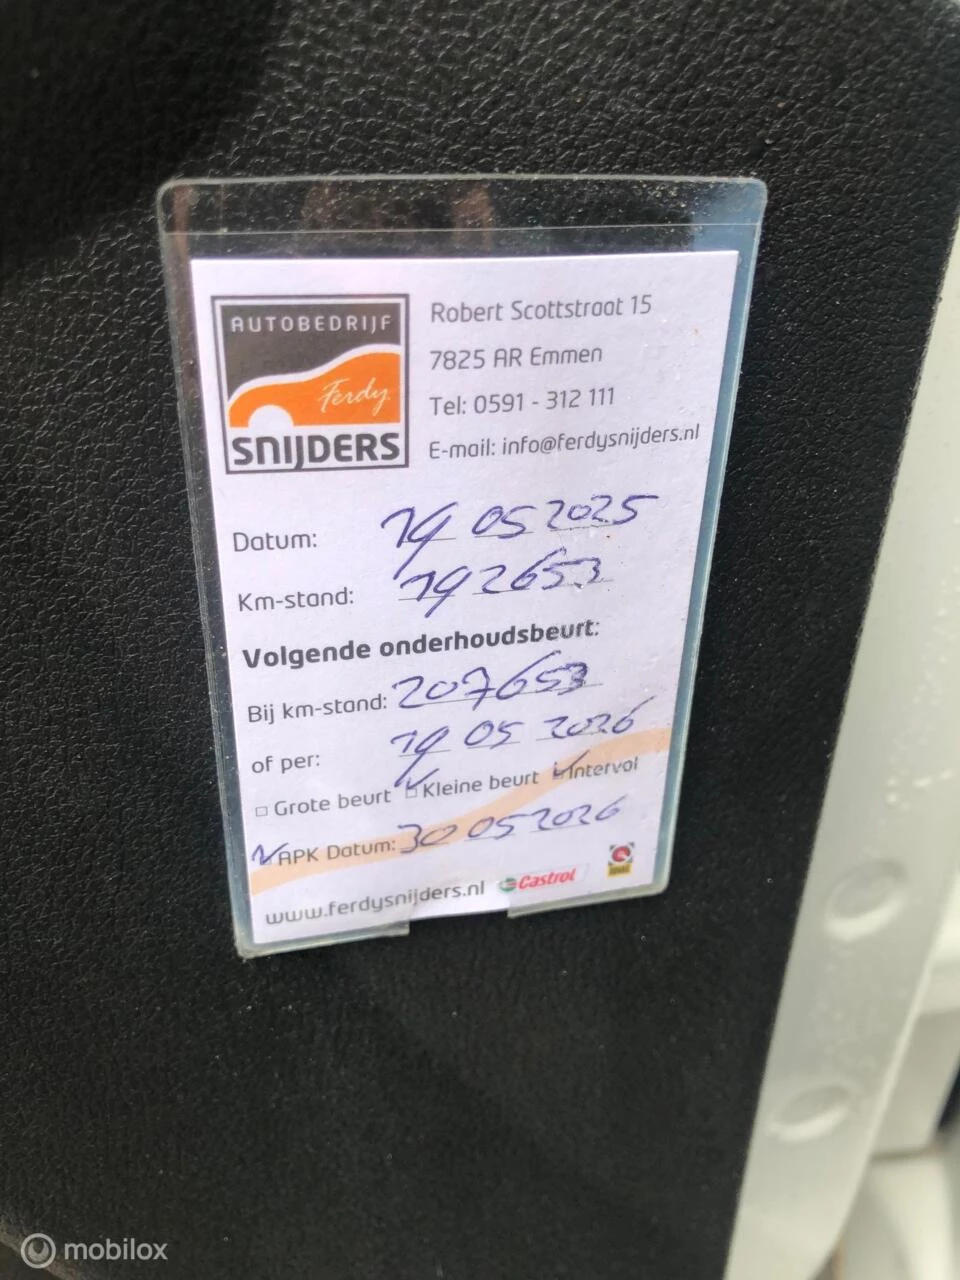 AUTOBEDRIJF
Ferdy
SNIJDERS
Robert Scottstraat 15
7825 AR Emmen
Tel: 0591 - 312 111
E-mail: info@ferdysnijders.nl
Datum: 19 05 2025
Km-stand: 192653
Volgende onderhoudsbeurt:
Bij km-stand: 207653
of per: 19 05 2026
Grote beurt Kleine beurt Interval
APK Datum: 30 05 2026
www.ferdysnijders.nl Castrol
mobilox